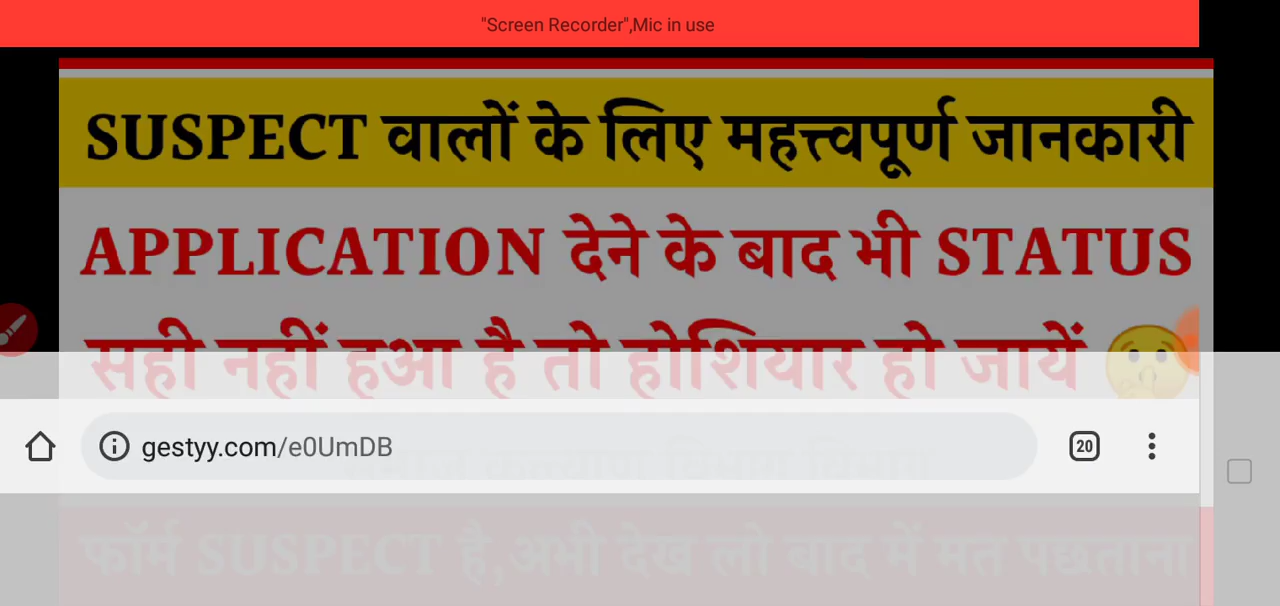 "Screen Recorder",Mic in use
SUSPECT वालों के लिए महत्त्वपूर्ण जानकारी
APPLICATION देने के बाद भी STATUS
सही नहीं हुआ है तो होशियार हो जायें
gestyy.com/e0UmDB
20
फॉर्म SUSPECT है,अभी देख लो बाद में मत पछताना